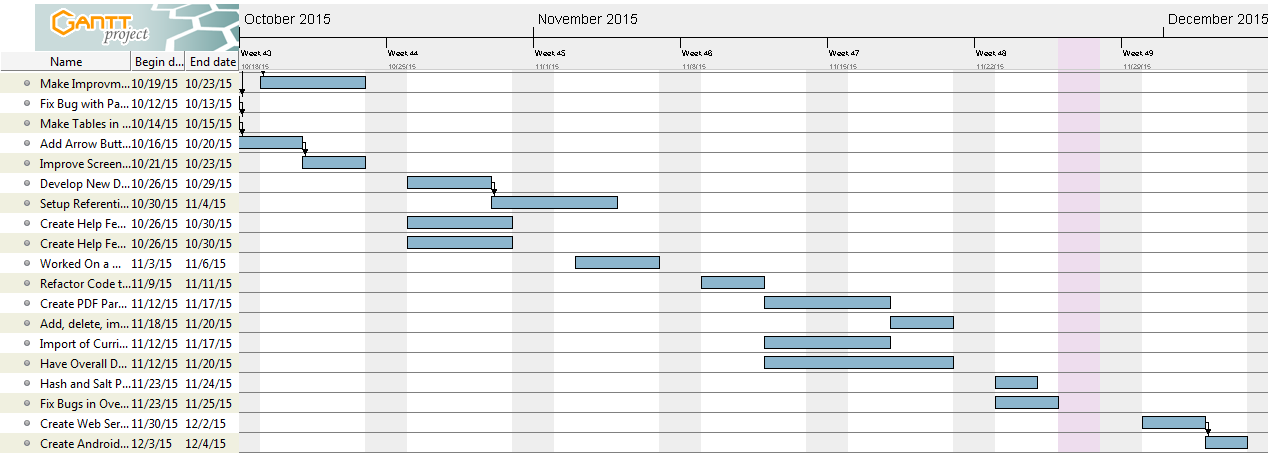 GANTT project
October 2015 November 2015 December 2015
Week 43 Week 44 Week 45 Week 46 Week 47 Week 48 Week 49
10/18/15 10/25/15 11/1/15 11/8/15 11/15/15 11/22/15 11/29/15
Name Begin d... End date
Make Improvm... 10/19/15 10/23/15
Fix Bug with Pa... 10/12/15 10/13/15
Make Tables in ... 10/14/15 10/15/15
Add Arrow Butt... 10/16/15 10/20/15
Improve Screen... 10/21/15 10/23/15
Develop New D... 10/26/15 10/29/15
Setup Referenti... 10/30/15 11/4/15
Create Help Fe... 10/26/15 10/30/15
Create Help Fe... 10/26/15 10/30/15
Worked On a ... 11/3/15 11/6/15
Refactor Code t... 11/9/15 11/11/15
Create PDF Par... 11/12/15 11/17/15
Add, delete, im... 11/18/15 11/20/15
Import of Curri... 11/12/15 11/17/15
Have Overall D... 11/12/15 11/20/15
Hash and Salt P... 11/23/15 11/24/15
Fix Bugs in Ove... 11/23/15 11/25/15
Create Web Ser... 11/30/15 12/2/15
Create Android... 12/3/15 12/4/15